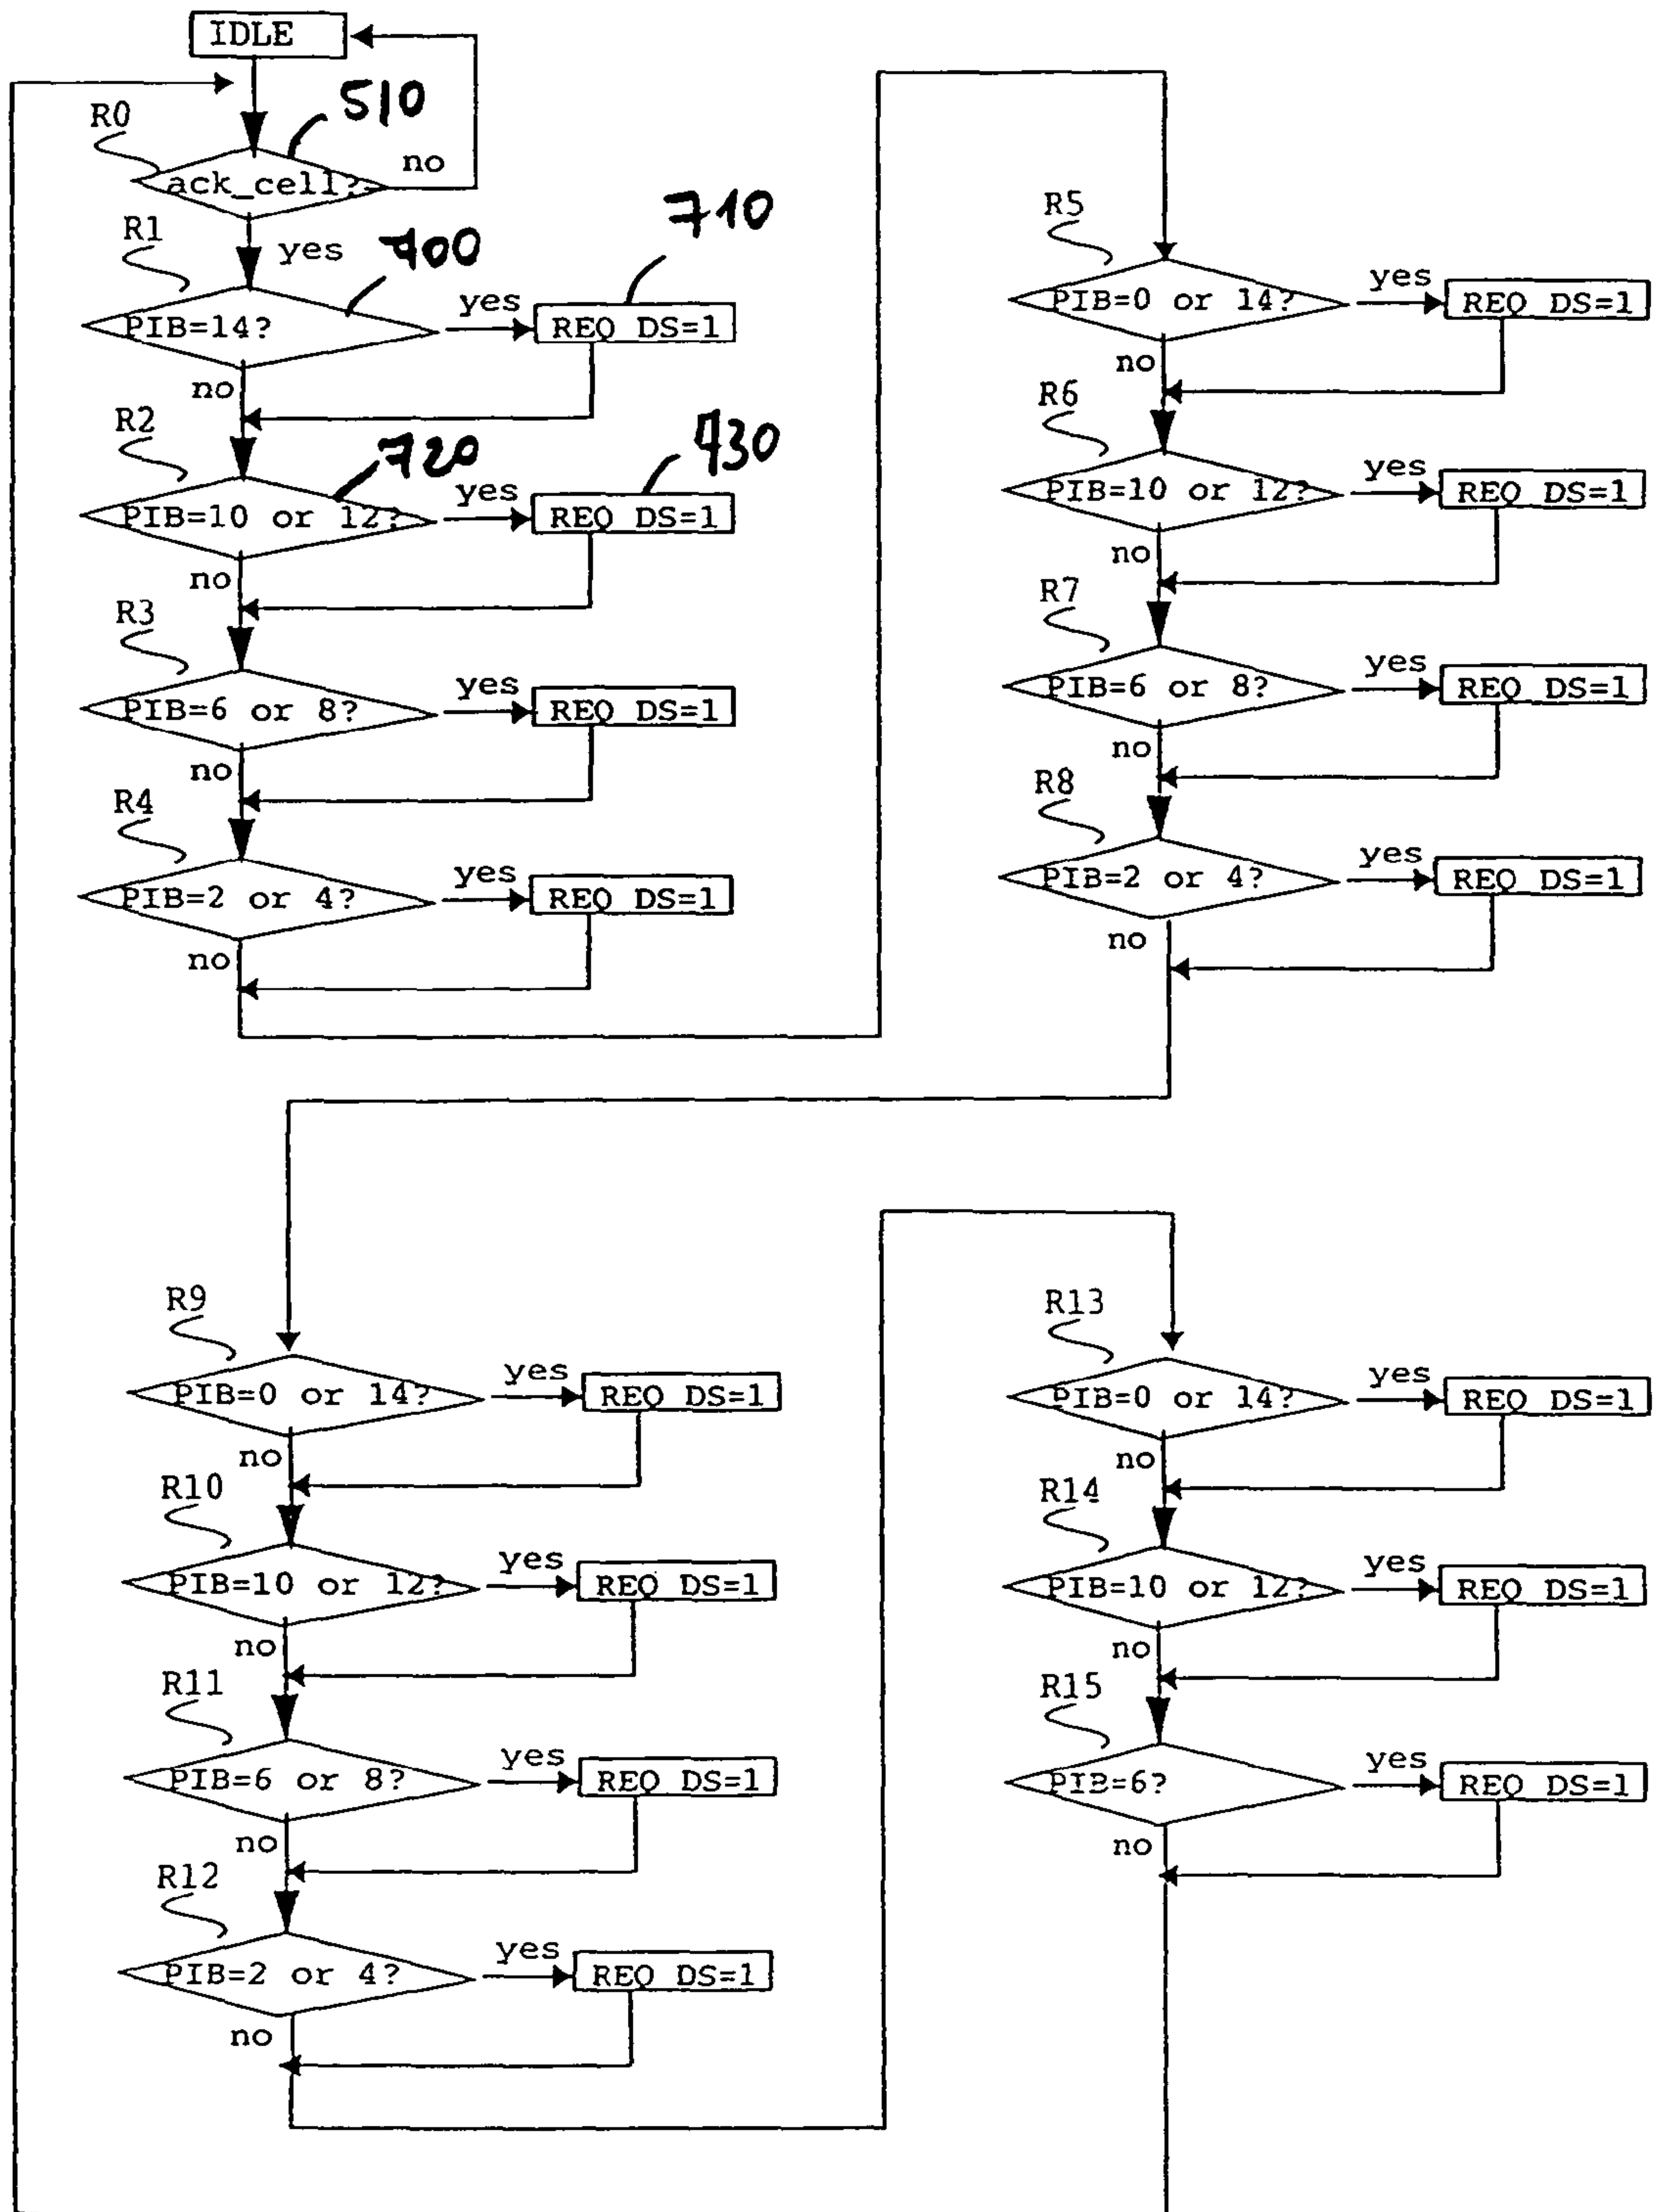 IDLE
R0
510
ack_cell?
no
yes
R1
700
710
PIB=14?
yes
REQ DS=1
no
R2
720
730
PIB=10 or 12?
yes
REQ DS=1
no
R3
PIB=6 or 8?
yes
REQ DS=1
no
R4
PIB=2 or 4?
yes
REQ DS=1
no
R5
PIB=0 or 14?
yes
REQ DS=1
no
R6
PIB=10 or 12?
yes
REQ DS=1
no
R7
PIB=6 or 8?
yes
REQ DS=1
no
R8
PIB=2 or 4?
yes
REQ DS=1
no
R9
PIB=0 or 14?
yes
REQ DS=1
no
R10
PIB=10 or 12?
yes
REQ DS=1
no
R11
PIB=6 or 8?
yes
REQ DS=1
no
R12
PIB=2 or 4?
yes
REQ DS=1
no
R13
PIB=0 or 14?
yes
REQ DS=1
no
R14
PIB=10 or 12?
yes
REQ DS=1
no
R15
PIB=6?
yes
REQ DS=1
no